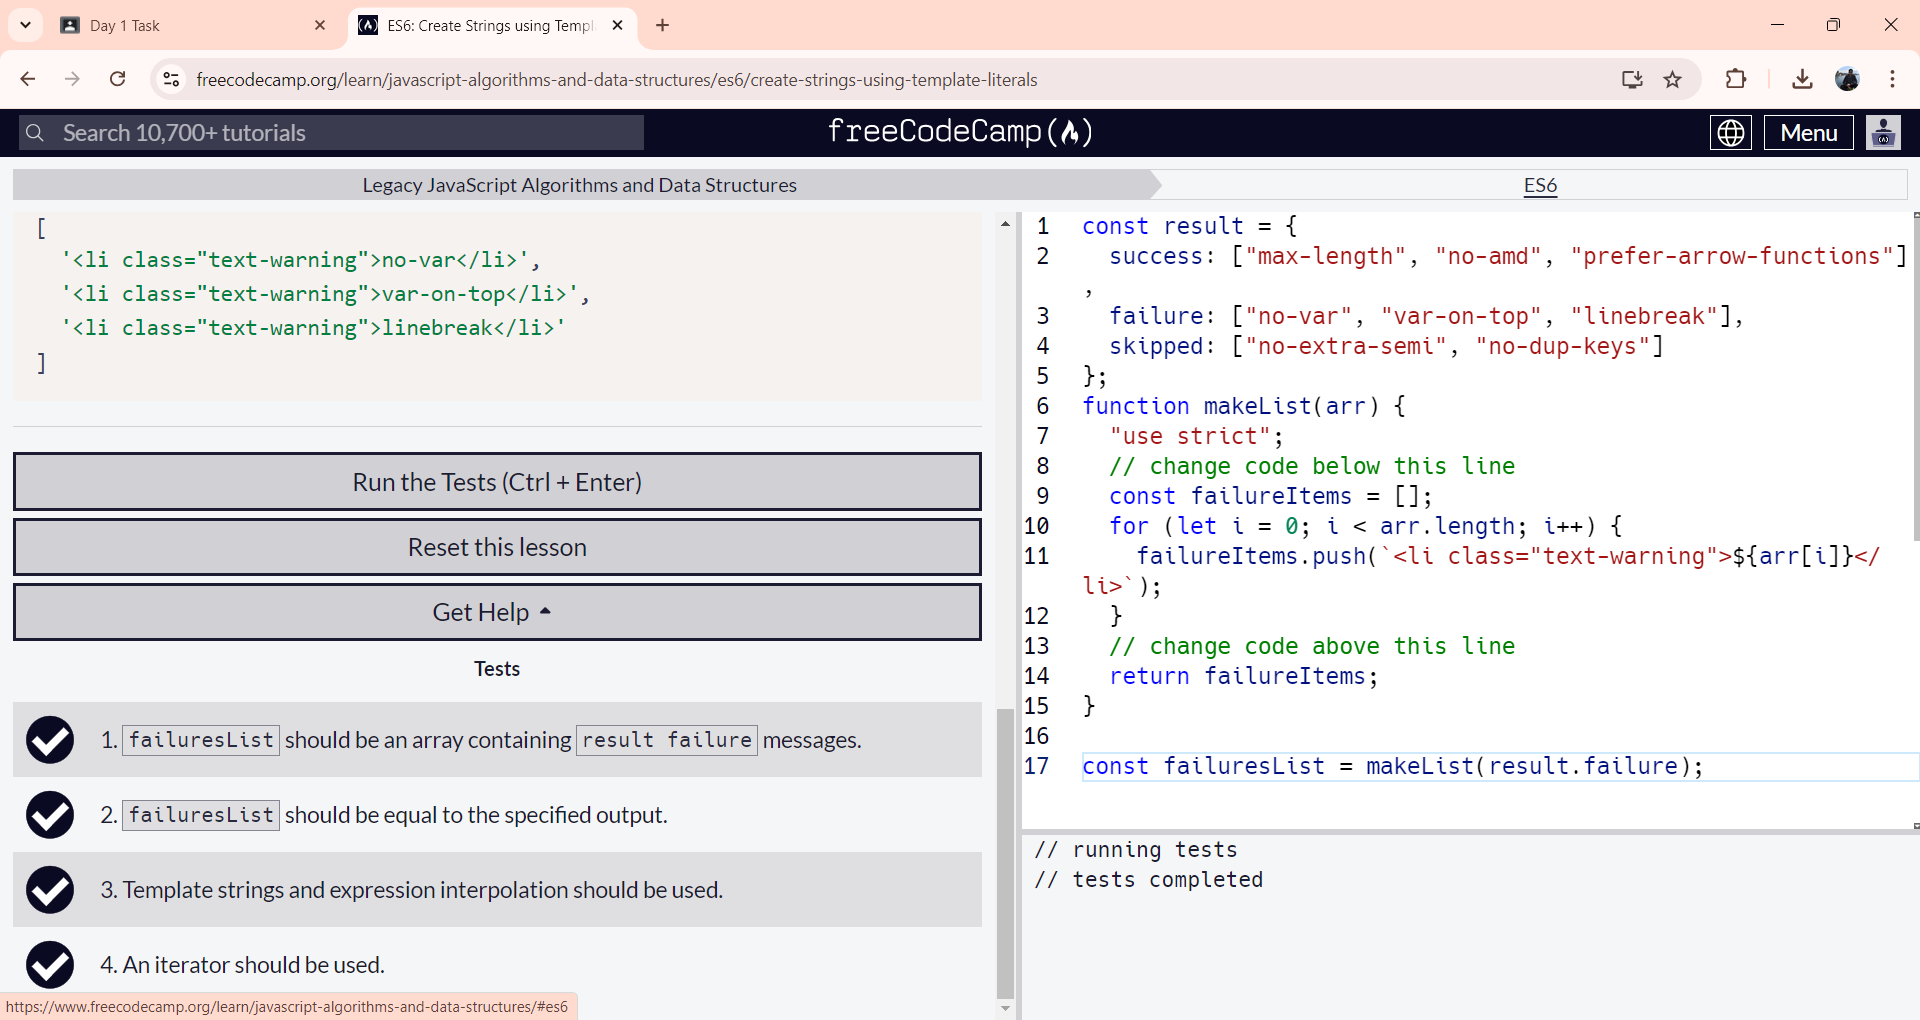 Day 1 Task
ES6: Create Strings using Templ
freecodecamp.org/learn/javascript-algorithms-and-data-structures/es6/create-strings-using-template-literals
Search 10,700+ tutorials
freeCodeCamp(🔥)
Menu
Legacy JavaScript Algorithms and Data Structures
ES6
[
'<li class="text-warning">no-var</li>',
'<li class="text-warning">var-on-top</li>',
'<li class="text-warning">linebreak</li>'
]
Run the Tests (Ctrl + Enter)
Reset this lesson
Get Help
Tests
1. failuresList should be an array containing result failure messages.
2. failuresList should be equal to the specified output.
3. Template strings and expression interpolation should be used.
4. An iterator should be used.
https://www.freecodecamp.org/learn/javascript-algorithms-and-data-structures/#es6
1 const result = {
2 success: ["max-length", "no-amd", "prefer-arrow-functions"]
,
3 failure: ["no-var", "var-on-top", "linebreak"],
4 skipped: ["no-extra-semi", "no-dup-keys"]
5 };
6 function makeList(arr) {
7 "use strict";
8 // change code below this line
9 const failureItems = [];
10 for (let i = 0; i < arr.length; i++) {
11 failureItems.push(`<li class="text-warning">${arr[i]}</
li>`);
12 }
13 // change code above this line
14 return failureItems;
15 }
16
17 const failuresList = makeList(result.failure);
// running tests
// tests completed